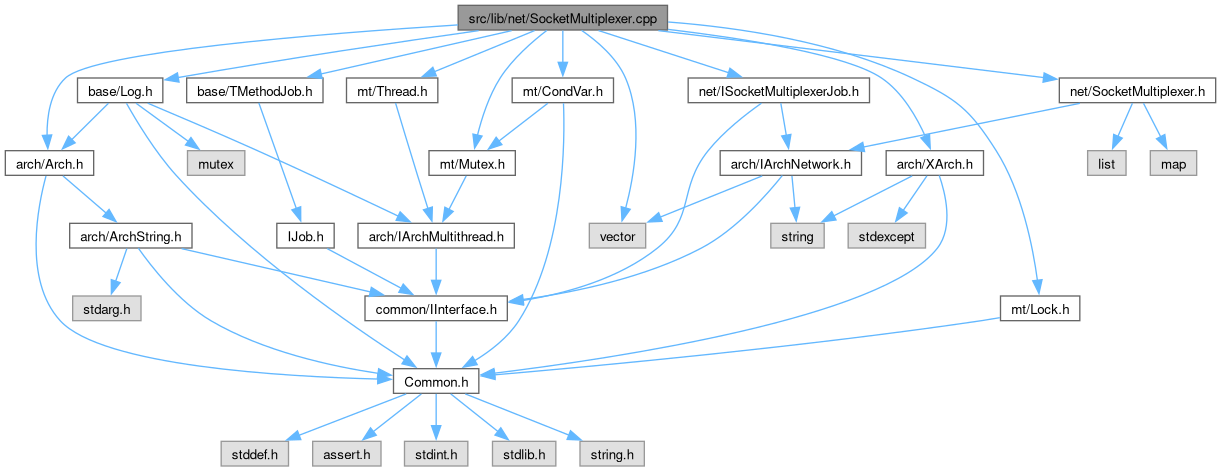 src/lib/net/SocketMultiplexer.cpp
base/Log.h
base/TMethodJob.h
mt/Thread.h
mt/CondVar.h
net/ISocketMultiplexerJob.h
net/SocketMultiplexer.h
arch/Arch.h
mutex
mt/Mutex.h
arch/IArchNetwork.h
arch/XArch.h
list
map
arch/ArchString.h
IJob.h
arch/IArchMultithread.h
vector
string
stdexcept
stdarg.h
common/IInterface.h
mt/Lock.h
Common.h
stddef.h
assert.h
stdint.h
stdlib.h
string.h